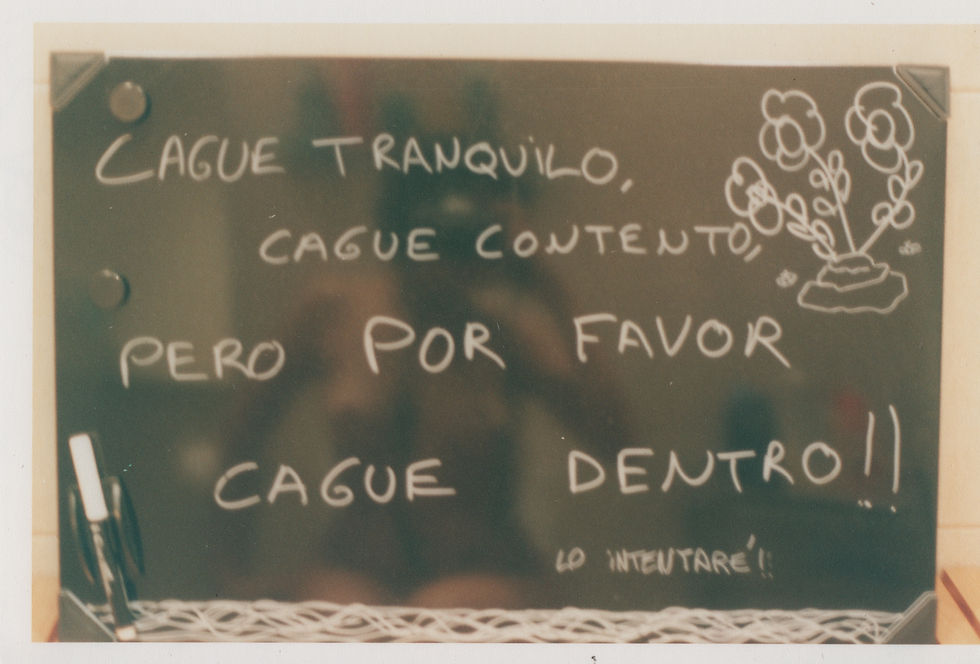 CAGUE TRANQUiLO,
CAGUE CONTENTO,
PERO POR FAVOR
CAGUE DENTRO!!
LO iNTENTARÉ!!